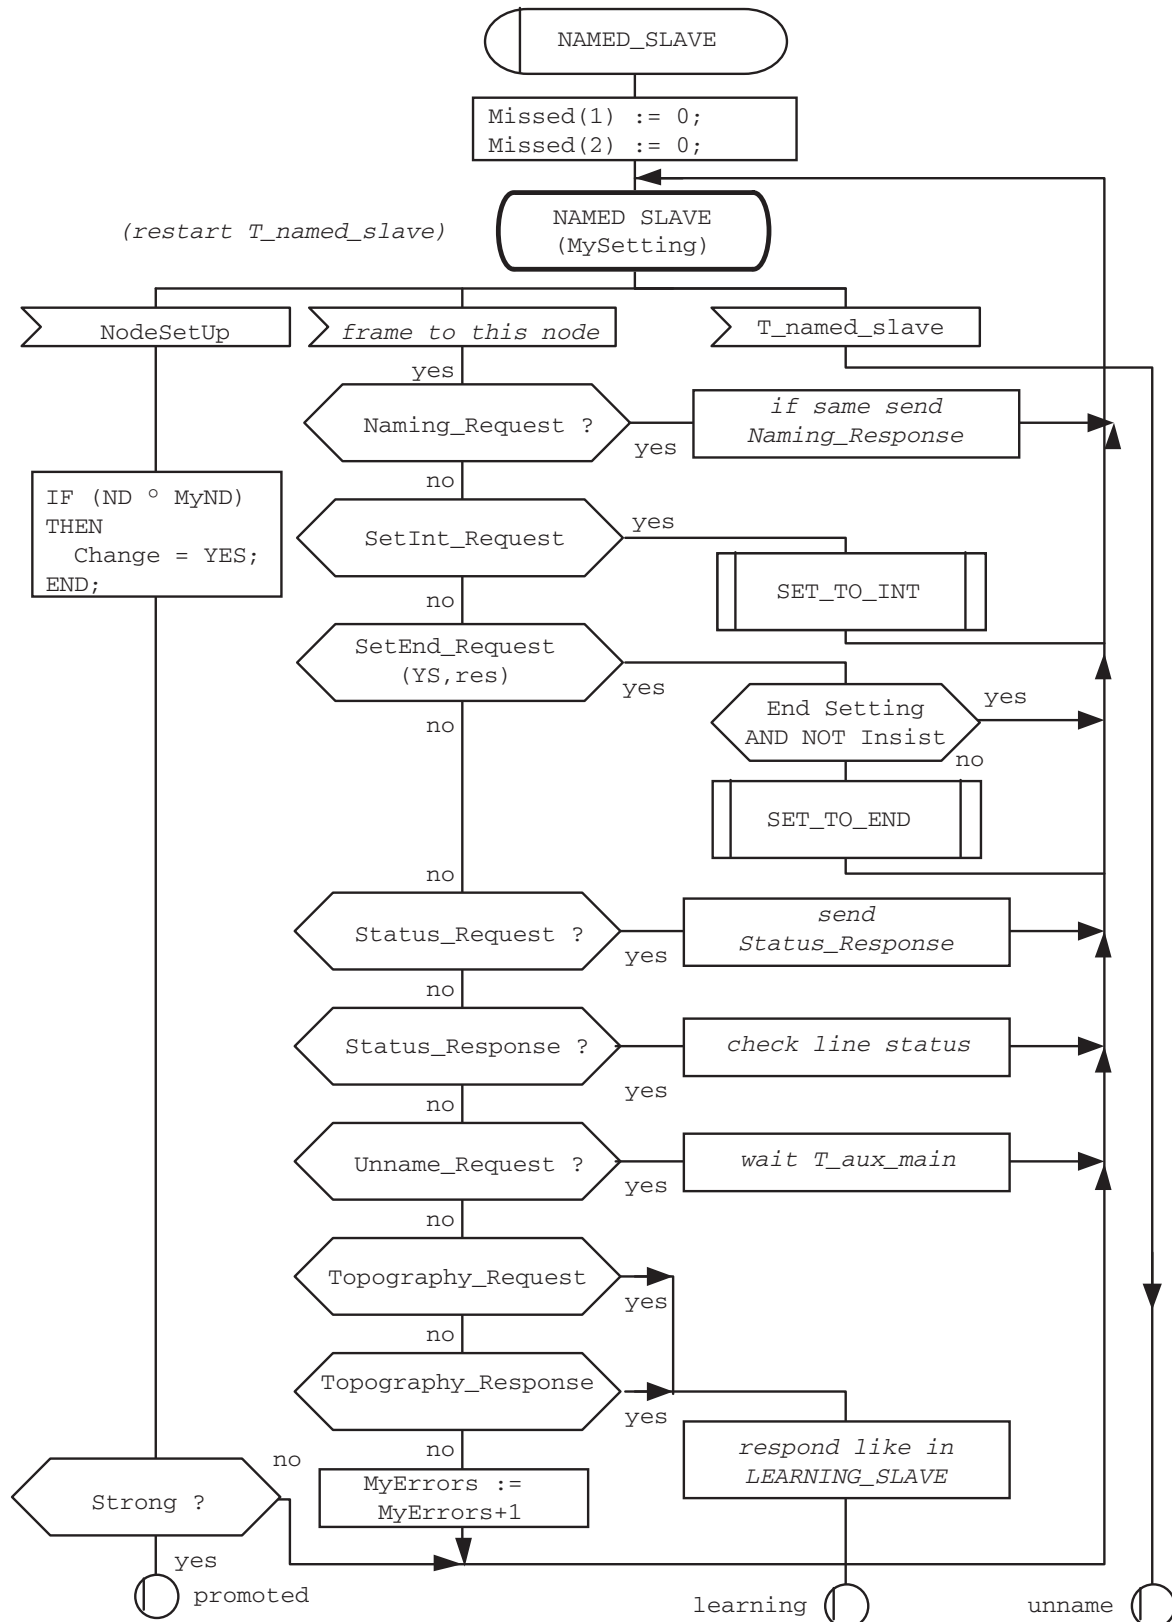 NAMED_SLAVE
Missed(1) := 0;
Missed(2) := 0;
(restart T_named_slave)
NAMED SLAVE
(MySetting)
NodeSetUp
frame to this node
T_named_slave
yes
Naming_Request ?
yes
if same send
Naming_Response
no
IF (ND ° MyND)
THEN
Change = YES;
END;
SetInt_Request
yes
SET_TO_INT
no
SetEnd_Request
(YS,res)
yes
End Setting
AND NOT Insist
yes
no
no
SET_TO_END
no
Status_Request ?
yes
send
Status_Response
no
Status_Response ?
yes
check line status
no
Unname_Request ?
yes
wait T_aux_main
no
Topography_Request
yes
no
Topography_Response
yes
no
respond like in
LEARNING_SLAVE
MyErrors :=
MyErrors+1
Strong ?
no
yes
promoted
learning
unname